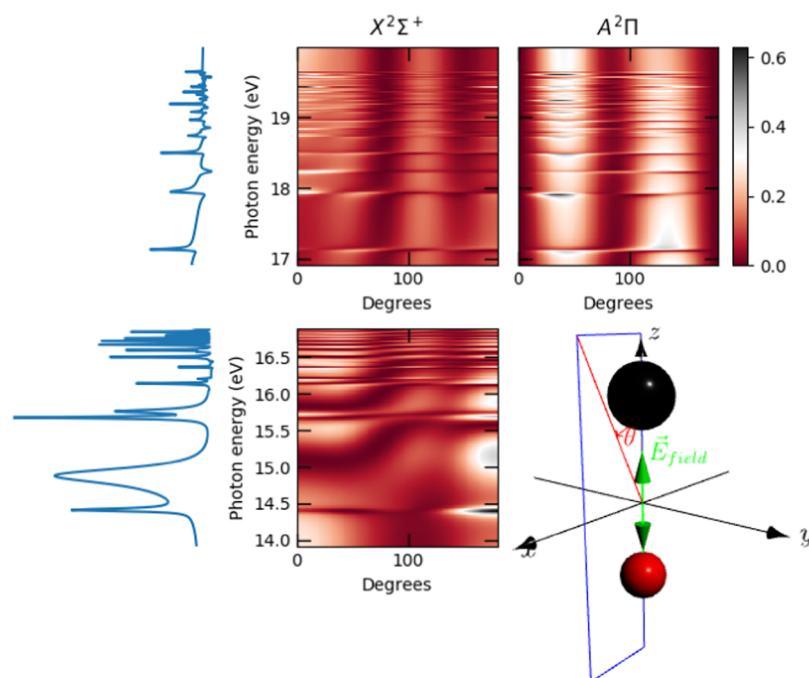 X²Σ⁺ A²Π
Photon energy (eV)
19
18
17
0 100
Degrees
0 100
Degrees
0.6
0.4
0.2
0.0
Photon energy (eV)
16.5
16.0
15.5
15.0
14.5
14.0
0 100
Degrees
z
θ
E⃗field
x
y